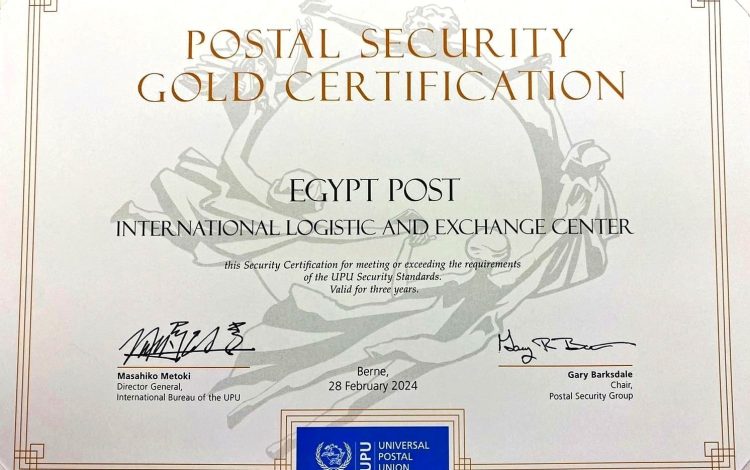 POSTAL SECURITY
GOLD CERTIFICATION
EGYPT POST
INTERNATIONAL LOGISTIC AND EXCHANGE CENTER
this Security Certification for meeting or exceeding the requirements
of the UPU Security Standards.
Valid for three years.
Masahiko Metoki
Director General,
International Bureau of the UPU
Berne,
28 February 2024
Gary R
Gary Barksdale
Chair,
Postal Security Group
UPU
UNIVERSAL
POSTAL
UNION